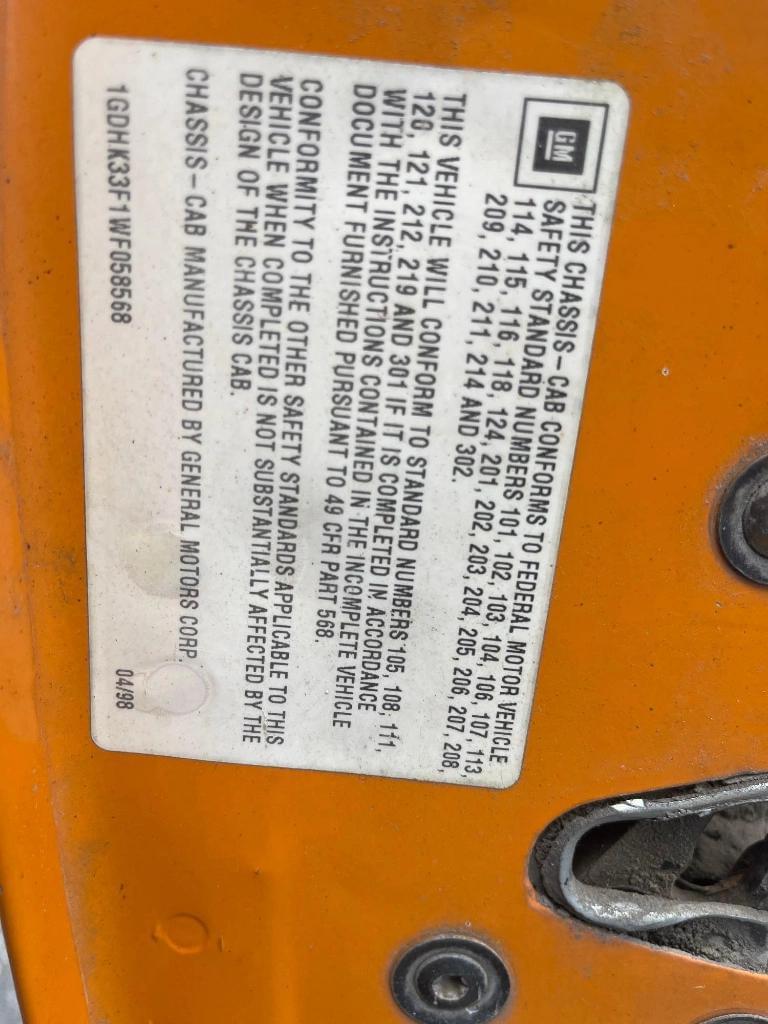 GM
THIS CHASSIS-CAB CONFORMS TO FEDERAL MOTOR VEHICLE
SAFETY STANDARD NUMBERS 101, 102, 103, 104, 106, 107, 113,
114, 115, 116, 118, 124, 201, 202, 203, 204, 205, 206, 207, 208,
209, 210, 211, 214 AND 302.
THIS VEHICLE WILL CONFORM TO STANDARD NUMBERS 105, 108, 111,
120, 121, 212, 219 AND 301 IF IT IS COMPLETED IN ACCORDANCE
WITH THE INSTRUCTIONS CONTAINED IN THE INCOMPLETE VEHICLE
DOCUMENT FURNISHED PURSUANT TO 49 CFR PART 568.
CONFORMITY TO THE OTHER SAFETY STANDARDS APPLICABLE TO THIS
VEHICLE WHEN COMPLETED IS NOT SUBSTANTIALLY AFFECTED BY THE
DESIGN OF THE CHASSIS CAB.
CHASSIS-CAB MANUFACTURED BY GENERAL MOTORS CORP
1GDHK33F1WF058568 04/98